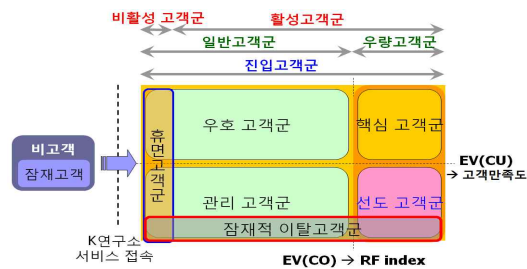 비활성 고객군
활성고객군
일반고객군
우량고객군
진입고객군
비고객
잠재고객
휴면고객군
우호 고객군
핵심 고객군
관리 고객군
선도 고객군
잠재적 이탈고객군
EV(CU)
→ 고객만족도
K연구소
서비스 접속
EV(CO) → RF index